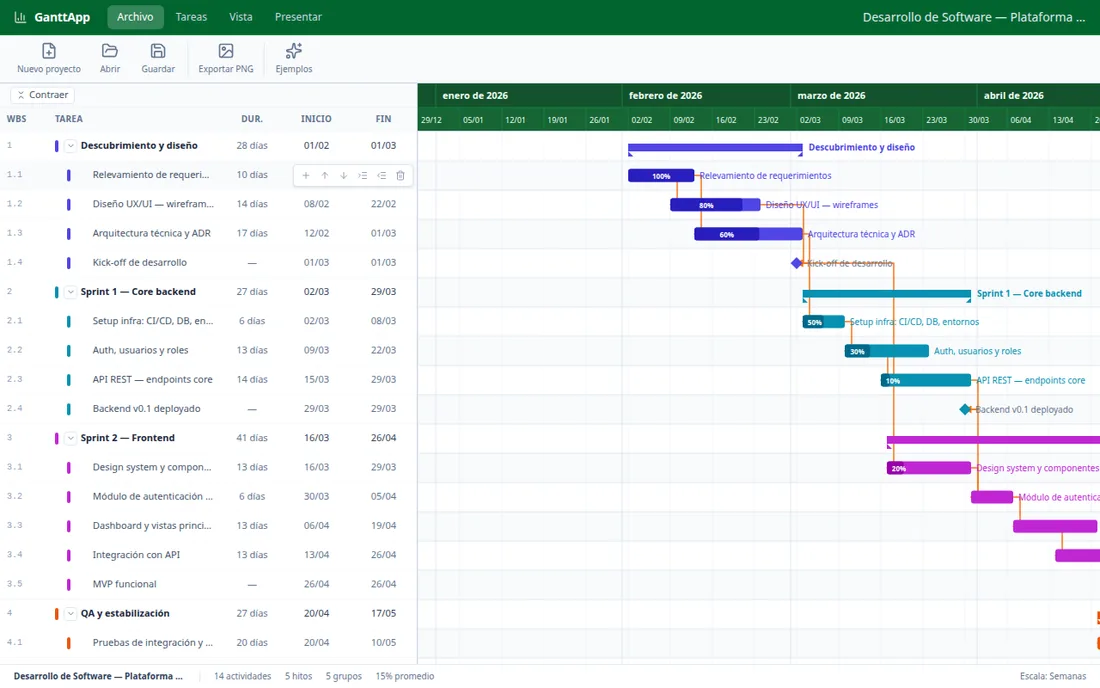 GanttApp
Archivo
Tareas
Vista
Presentar
Desarrollo de Software — Plataforma ...
Nuevo proyecto
Abrir
Guardar
Exportar PNG
Ejemplos
Contraer
WBS TAREA DUR. INICIO FIN
1 Descubrimiento y diseño 28 días 01/02 01/03
1.1 Relevamiento de requeri... 10 días
1.2 Diseño UX/UI — wirefram... 14 días 08/02 22/02
1.3 Arquitectura técnica y ADR 17 días 12/02 01/03
1.4 Kick-off de desarrollo — 01/03 01/03
2 Sprint 1 — Core backend 27 días 02/03 29/03
2.1 Setup infra: CI/CD, DB, en... 6 días 02/03 08/03
2.2 Auth, usuarios y roles 13 días 09/03 22/03
2.3 API REST — endpoints core 14 días 15/03 29/03
2.4 Backend v0.1 deployado — 29/03 29/03
3 Sprint 2 — Frontend 41 días 16/03 26/04
3.1 Design system y compon... 13 días 16/03 29/03
3.2 Módulo de autenticación ... 6 días 30/03 05/04
3.3 Dashboard y vistas princi... 13 días 06/04 19/04
3.4 Integración con API 13 días 13/04 26/04
3.5 MVP funcional — 26/04 26/04
4 QA y estabilización 27 días 20/04 17/05
4.1 Pruebas de integración y ... 20 días 20/04 10/05
enero de 2026 febrero de 2026 marzo de 2026 abril de 2026
29/12 05/01 12/01 19/01 26/01 02/02 09/02 16/02 23/02 02/03 09/03 16/03 23/03 30/03 06/04 13/04
Descubrimiento y diseño
100% Relevamiento de requerimientos
80% Diseño UX/UI — wireframes
60% Arquitectura técnica y ADR
Kick-off de desarrollo
Sprint 1 — Core backend
50% Setup infra: CI/CD, DB, entornos
30% Auth, usuarios y roles
10% API REST — endpoints core
Backend v0.1 deployado
20% Design system y componentes
Módulo de autentica
Desarrollo de Software — Plataforma ...
14 actividades
5 hitos
5 grupos
15% promedio
Escala: Semanas